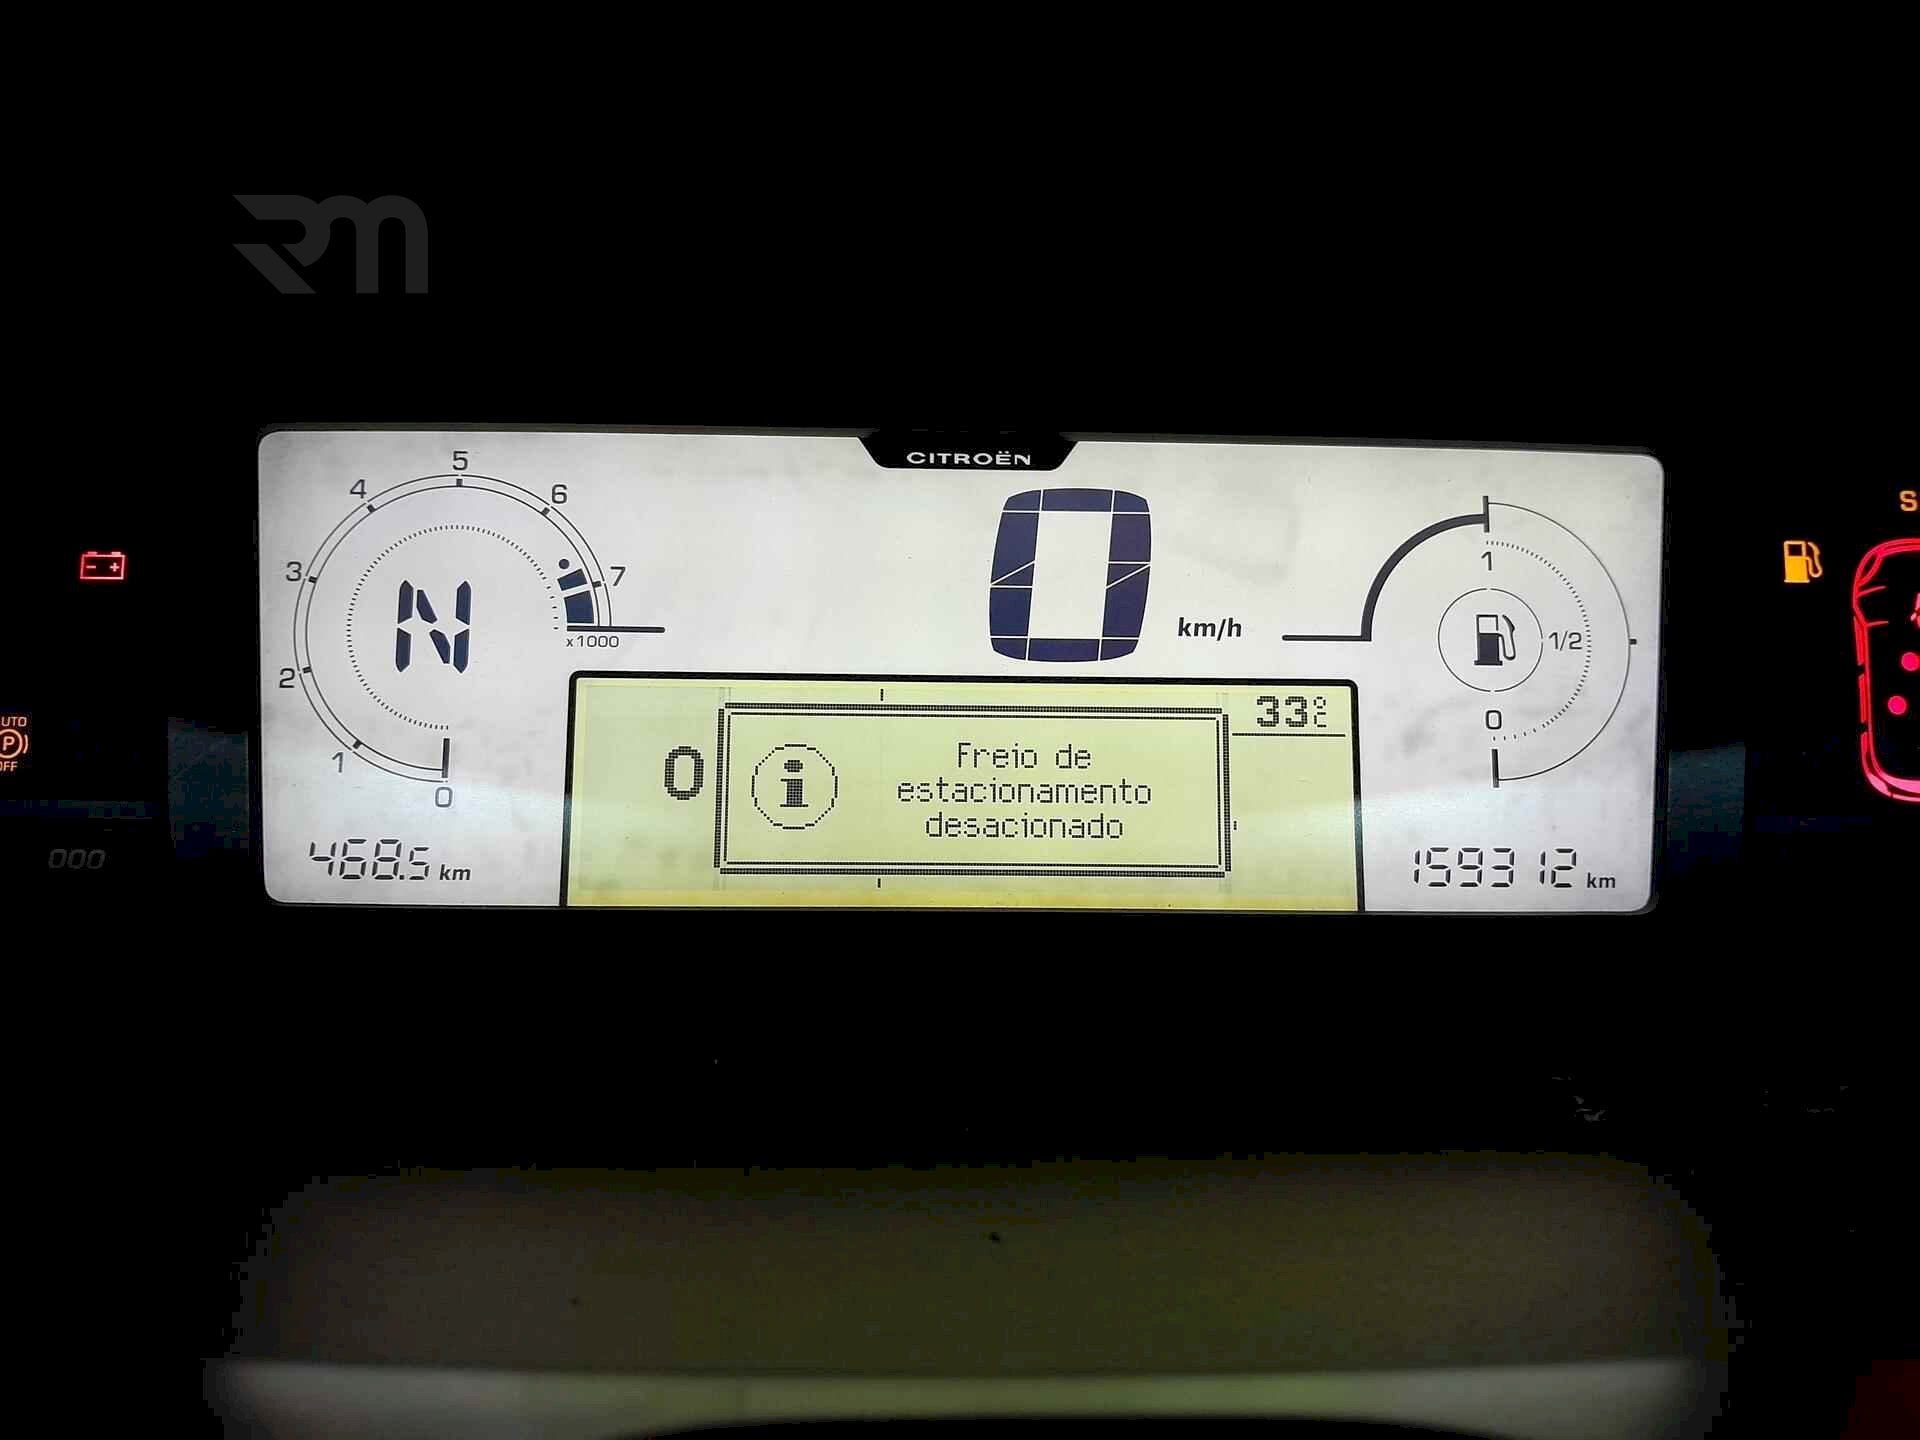 RM
CITROËN
5
4
6
3
7
2
1
0
x1000
N
0
km/h
1
1/2
0
S
AUTO
P
OFF
33°C
0
Freio de
estacionamento
desacionado
000
468.5 km
159312 km